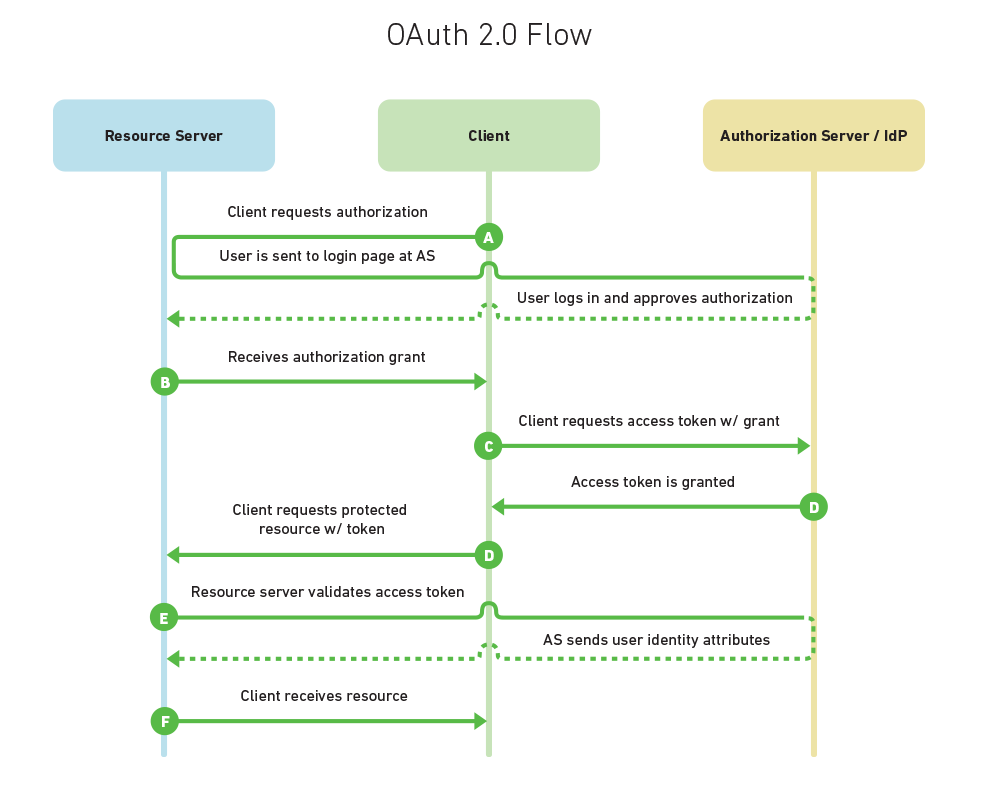 OAuth 2.0 Flow
Resource Server
Client
Authorization Server / IdP
Client requests authorization
A
User is sent to login page at AS
User logs in and approves authorization
Receives authorization grant
B
Client requests access token w/ grant
C
Access token is granted
D
Client requests protected
resource w/ token
D
Resource server validates access token
E
AS sends user identity attributes
Client receives resource
F